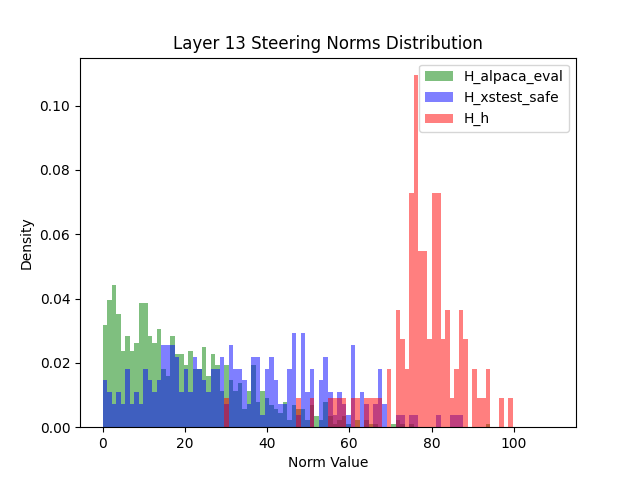 Layer 13 Steering Norms Distribution
H_alpaca_eval
H_xstest_safe
H_h
0.10
0.08
0.06
0.04
0.02
0.00
Density
0 20 40 60 80 100
Norm Value